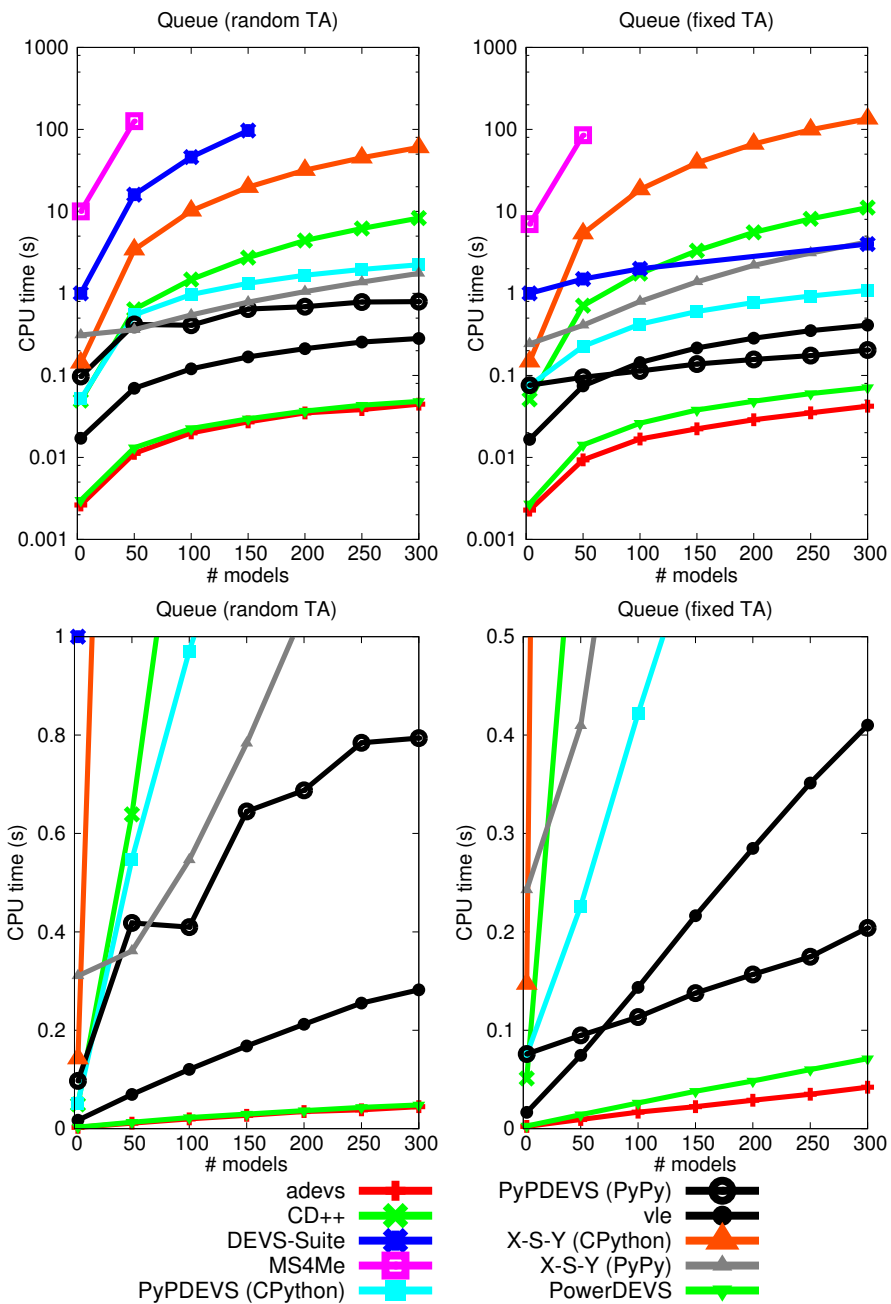 Queue (random TA)
Queue (fixed TA)
1000
100
10
1
0.1
0.01
0.001
CPU time (s)
0 50 100 150 200 250 300
# models
1000
100
10
1
0.1
0.01
0.001
CPU time (s)
0 50 100 150 200 250 300
# models
Queue (random TA)
Queue (fixed TA)
1
0.8
0.6
0.4
0.2
0
CPU time (s)
0 50 100 150 200 250 300
# models
0.5
0.4
0.3
0.2
0.1
0
CPU time (s)
0 50 100 150 200 250 300
# models
adevs
CD++
DEVS-Suite
MS4Me
PyPDEVS (CPython)
PyPDEVS (PyPy)
vle
X-S-Y (CPython)
X-S-Y (PyPy)
PowerDEVS